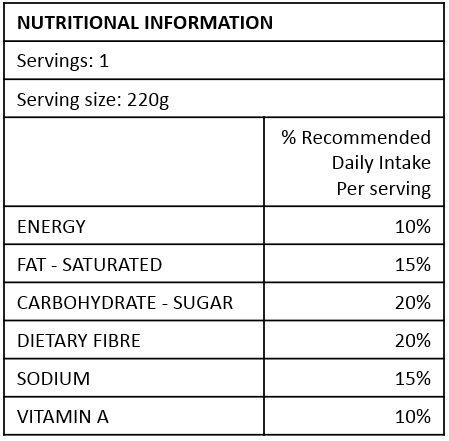 NUTRITIONAL INFORMATION
Servings: 1
Serving size: 220g
% Recommended
Daily Intake
Per serving
ENERGY 10%
FAT - SATURATED 15%
CARBOHYDRATE - SUGAR 20%
DIETARY FIBRE 20%
SODIUM 15%
VITAMIN A 10%